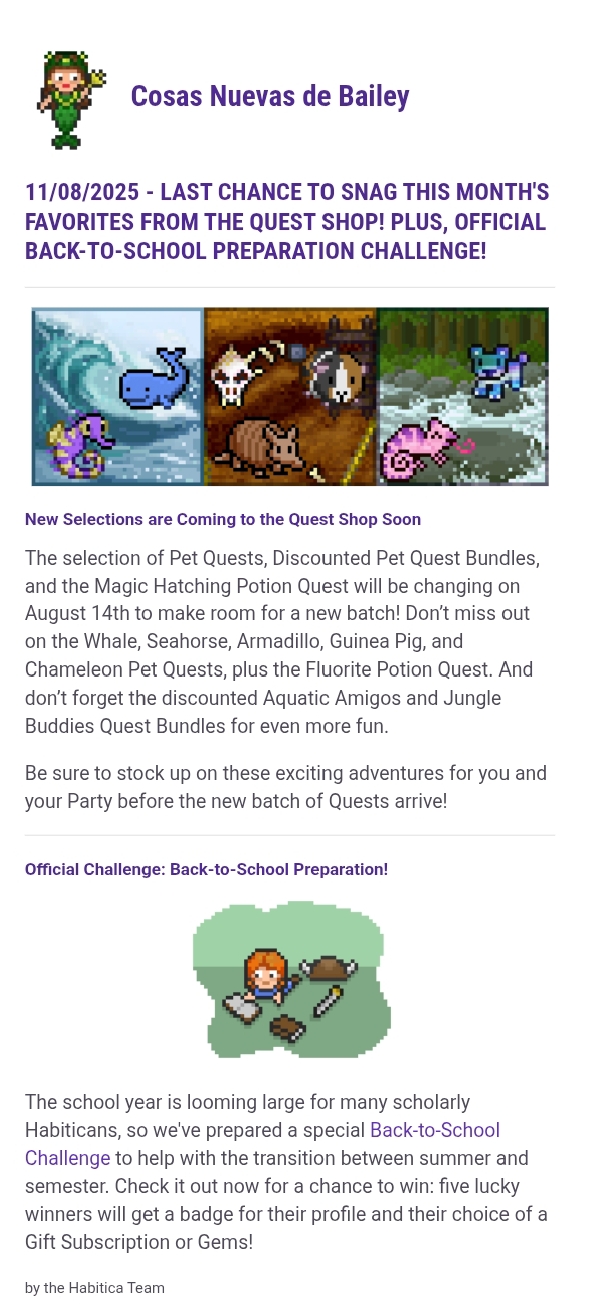 Cosas Nuevas de Bailey
11/08/2025 - LAST CHANCE TO SNAG THIS MONTH'S
FAVORITES FROM THE QUEST SHOP! PLUS, OFFICIAL
BACK-TO-SCHOOL PREPARATION CHALLENGE!
New Selections are Coming to the Quest Shop Soon
The selection of Pet Quests, Discounted Pet Quest Bundles,
and the Magic Hatching Potion Quest will be changing on
August 14th to make room for a new batch! Don’t miss out
on the Whale, Seahorse, Armadillo, Guinea Pig, and
Chameleon Pet Quests, plus the Fluorite Potion Quest. And
don’t forget the discounted Aquatic Amigos and Jungle
Buddies Quest Bundles for even more fun.
Be sure to stock up on these exciting adventures for you and
your Party before the new batch of Quests arrive!
Official Challenge: Back-to-School Preparation!
The school year is looming large for many scholarly
Habiticans, so we've prepared a special Back-to-School
Challenge to help with the transition between summer and
semester. Check it out now for a chance to win: five lucky
winners will get a badge for their profile and their choice of a
Gift Subscription or Gems!
by the Habitica Team